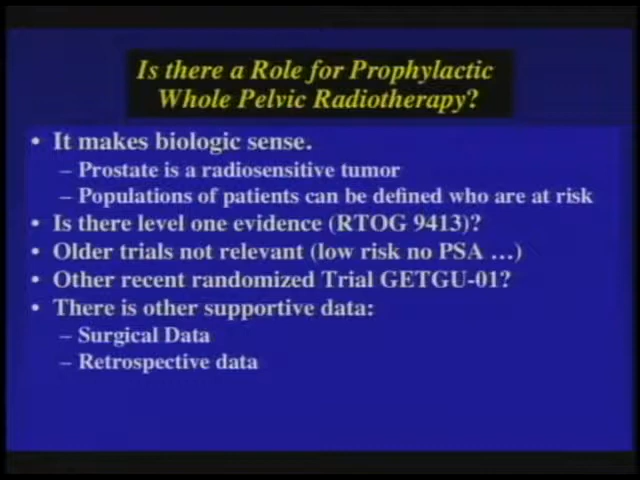 Is there a Role for Prophylactic
Whole Pelvic Radiotherapy?
• It makes biologic sense.
– Prostate is a radiosensitive tumor
– Populations of patients can be defined who are at risk
• Is there level one evidence (RTOG 9413)?
• Older trials not relevant (low risk no PSA …)
• Other recent randomized Trial GETGU-01?
• There is other supportive data:
– Surgical Data
– Retrospective data